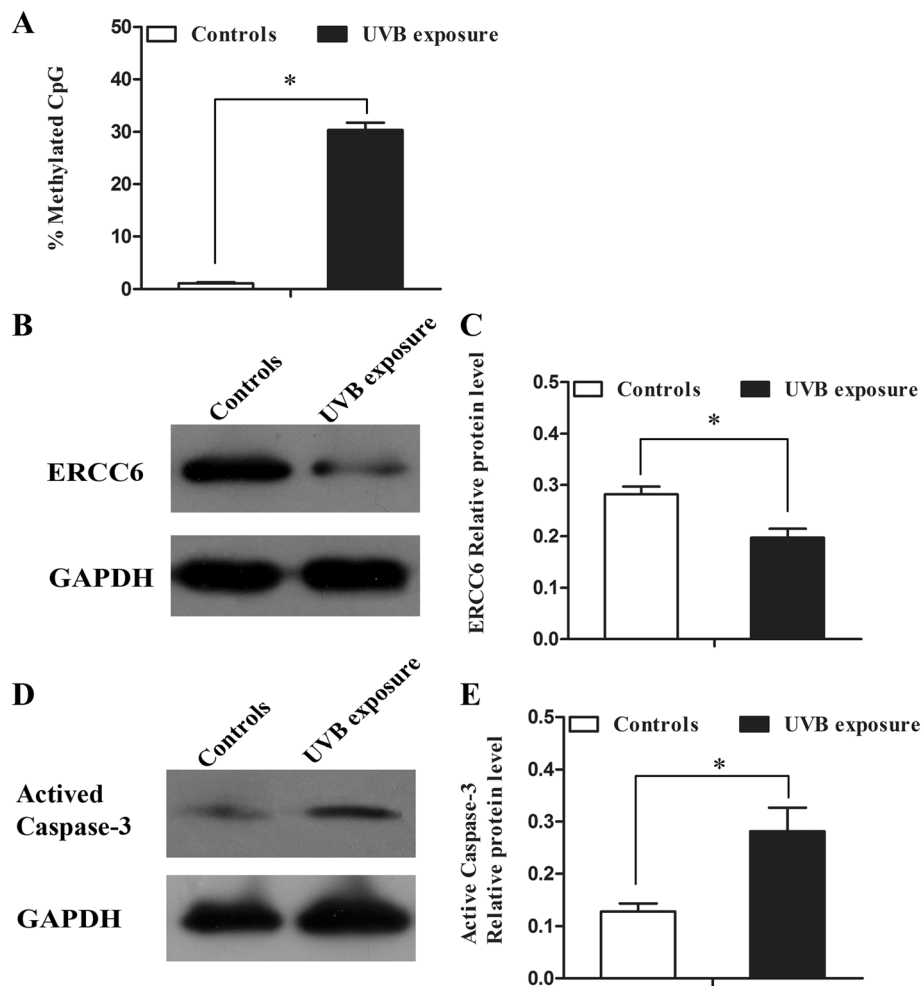 A
Controls UVB exposure
% Methylated CpG
50
40
30
20
10
0
*
B
Controls
UVB exposure
ERCC6
GAPDH
C
Controls UVB exposure
ERCC6 Relative protein level
0.5
0.4
0.3
0.2
0.1
0.0
*
D
Controls
UVB exposure
Actived
Caspase-3
GAPDH
E
Controls UVB exposure
Active Caspase-3
Relative protein level
0.5
0.4
0.3
0.2
0.1
0.0
*